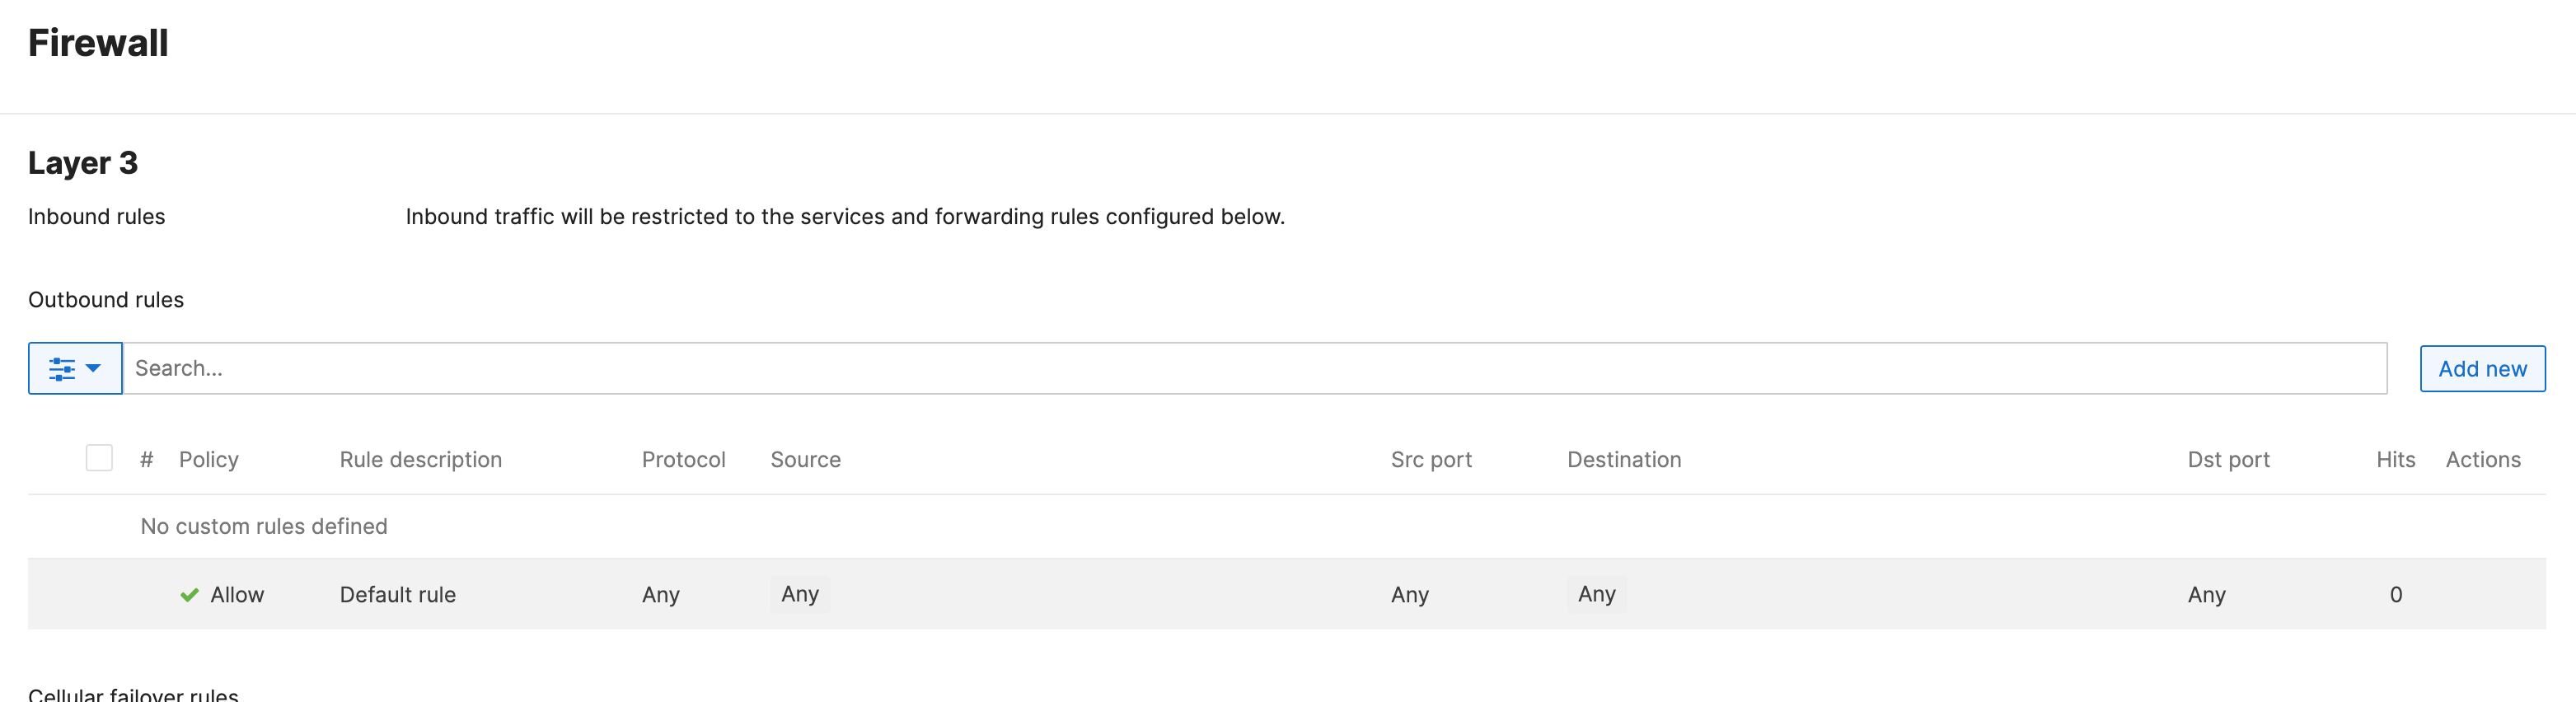 Firewall
Layer 3
Inbound rules Inbound traffic will be restricted to the services and forwarding rules configured below.
Outbound rules
Search...
Add new
# Policy Rule description Protocol Source Src port Destination Dst port Hits Actions
No custom rules defined
Allow Default rule Any Any Any Any Any 0
Cellular failover rules